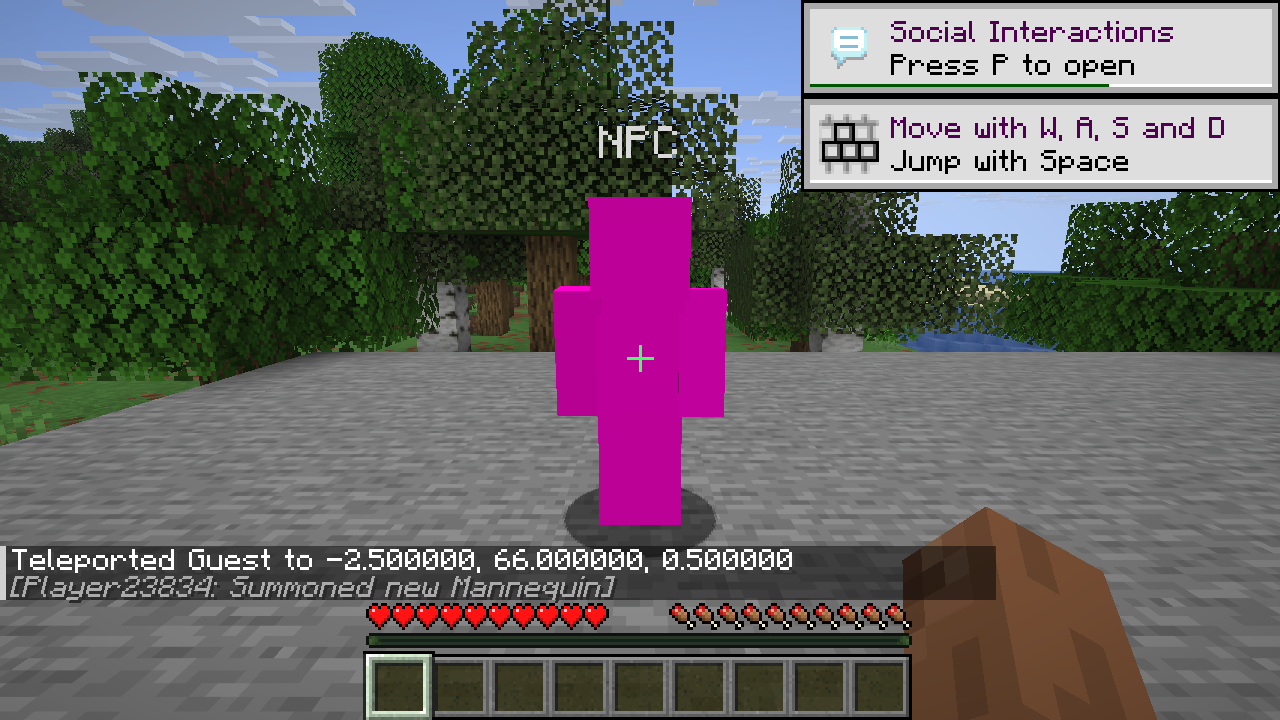 Social Interactions
Press P to open
Move with W, A, S and D
Jump with Space
NPC
Teleported Guest to -2.500000, 66.000000, 0.500000
[Player23834: Summoned new Mannequin]